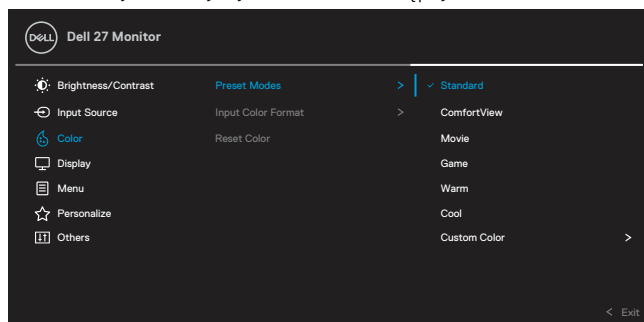 DELL Dell 27 Monitor
Brightness/Contrast Preset Modes > ✓ Standard
Input Source Input Color Format > ComfortView
Color Reset Color Movie
Display Game
Menu Warm
Personalize Cool
Others Custom Color >
< Exit